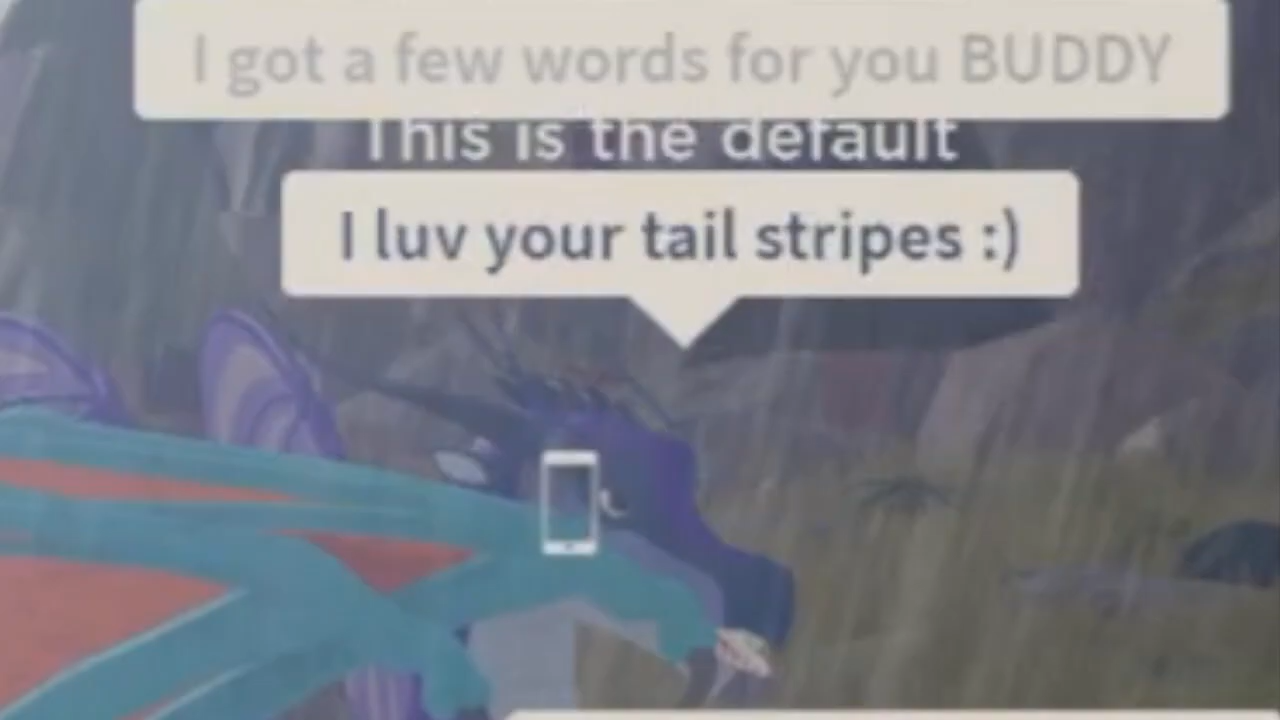 I got a few words for you BUDDY
This is the default
I luv your tail stripes :)